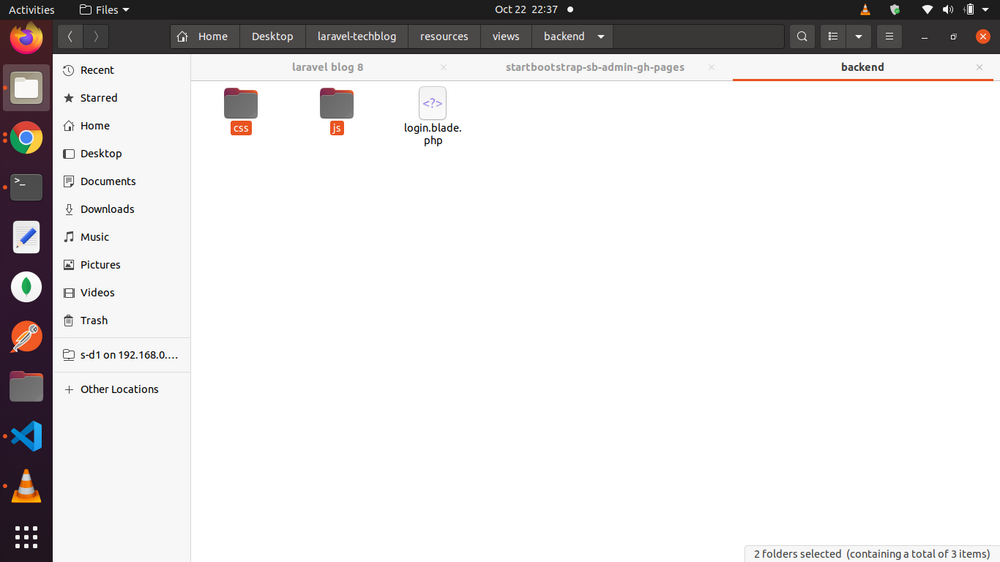 Activities
Files
Oct 22 22:37
Home
Desktop
laravel-techblog
resources
views
backend
laravel blog 8
startbootstrap-sb-admin-gh-pages
backend
Recent
Starred
Home
Desktop
Documents
Downloads
Music
Pictures
Videos
Trash
s-d1 on 192.168.0.…
Other Locations
css
js
<?>
login.blade.
php
>_
2 folders selected (containing a total of 3 items)